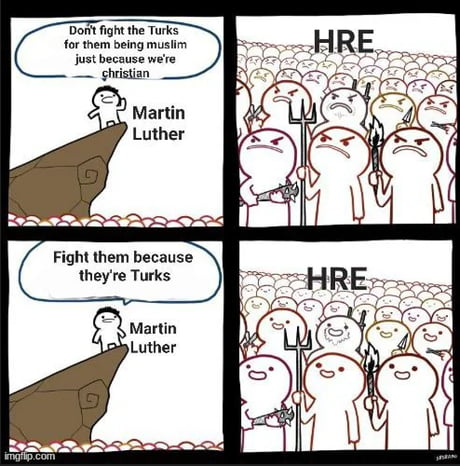 Don't fight the Turks
for them being muslim
just because we're
christian
Martin
Luther
HRE
Fight them because
they're Turks
Martin
Luther
HRE
imgflip.com